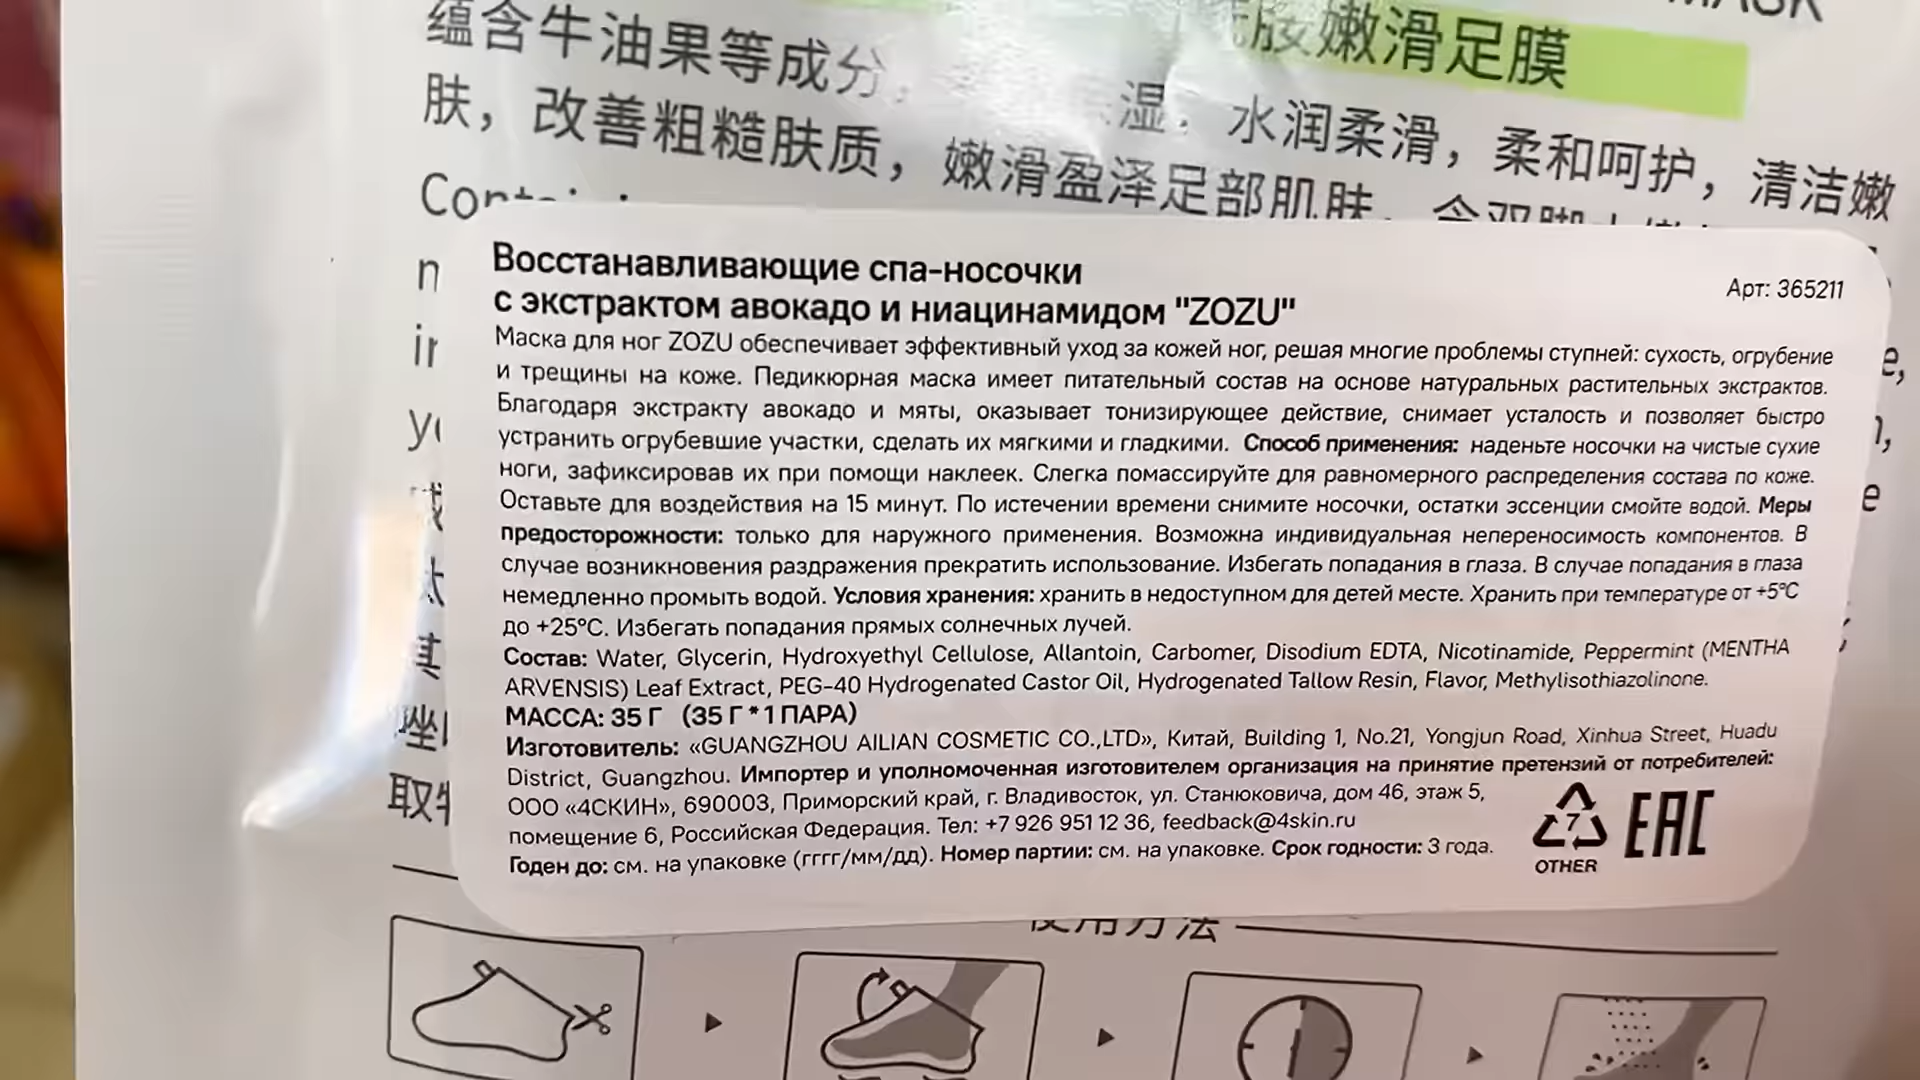 MASK
嫩滑足膜
蕴含牛油果等成分,
湿, 水润柔滑, 柔和呵护, 清洁嫩
肤, 改善粗糙肤质, 嫩滑盈泽足部肌肤,
Восстанавливающие спа-носочки
с экстрактом авокадо и ниацинамидом "ZOZU"
Арт: 365211
Маска для ног ZOZU обеспечивает эффективный уход за кожей ног, решая многие проблемы ступней: сухость, огрубение
и трещины на коже. Педикюрная маска имеет питательный состав на основе натуральных растительных экстрактов.
Благодаря экстракту авокадо и мяты, оказывает тонизирующее действие, снимает усталость и позволяет быстро
устранить огрубевшие участки, сделать их мягкими и гладкими. Способ применения: наденьте носочки на чистые сухие
ноги, зафиксировав их при помощи наклеек. Слегка помассируйте для равномерного распределения состава по коже.
Оставьте для воздействия на 15 минут. По истечении времени снимите носочки, остатки эссенции смойте водой. Меры
предосторожности: только для наружного применения. Возможна индивидуальная непереносимость компонентов. В
случае возникновения раздражения прекратить использование. Избегать попадания в глаза. В случае попадания в глаза
немедленно промыть водой. Условия хранения: хранить в недоступном для детей месте. Хранить при температуре от +5°C
до +25°C. Избегать попадания прямых солнечных лучей.
Состав: Water, Glycerin, Hydroxyethyl Cellulose, Allantoin, Carbomer, Disodium EDTA, Nicotinamide, Peppermint (MENTHA
ARVENSIS) Leaf Extract, PEG-40 Hydrogenated Castor Oil, Hydrogenated Tallow Resin, Flavor, Methylisothiazolinone.
МАССА: 35 Г (35 Г * 1 ПАРА)
Изготовитель: «GUANGZHOU AILIAN COSMETIC CO.,LTD», Китай, Building 1, No.21, Yongjun Road, Xinhua Street, Huadu
District, Guangzhou. Импортер и уполномоченная изготовителем организация на принятие претензий от потребителей:
ООО «4СКИН», 690003, Приморский край, г. Владивосток, ул. Станюковича, дом 46, этаж 5,
помещение 6, Российская Федерация. Тел: +7 926 951 12 36, feedback@4skin.ru
Годен до: см. на упаковке (гггг/мм/дд). Номер партии: см. на упаковке. Срок годности: 3 года.
7
OTHER
EAC
使用方法